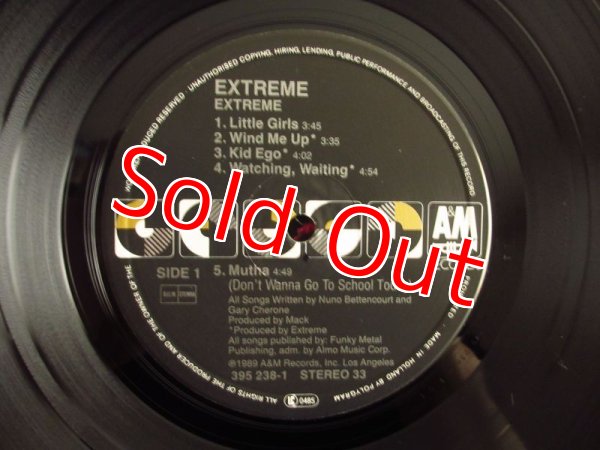 EXTREME
EXTREME
1. Little Girls 3:45
2. Wind Me Up* 3:35
3. Kid Ego* 4:02
4. Watching, Waiting* 4:54
Sold Out
A&M
SIDE 1
5. Mutha 4:49
(Don't Wanna Go To School Today)
All Songs Written by Nuno Bettencourt and
Gary Cherone
Produced by Mack
*Produced by Extreme
All songs published by: Funky Metal
Publishing, adm. by Almo Music Corp.
℗1989 A&M Records, Inc. Los Angeles
395 238-1 STEREO 33
LC 0485
UNAUTHORISED COPYING, HIRING, LENDING, PUBLIC PERFORMANCE AND BROADCASTING OF THIS RECORD
MADE IN HOLLAND BY POLYGRAM
ALL RIGHTS OF THE PRODUCER AND OF THE OWNER OF THE
RESERVED